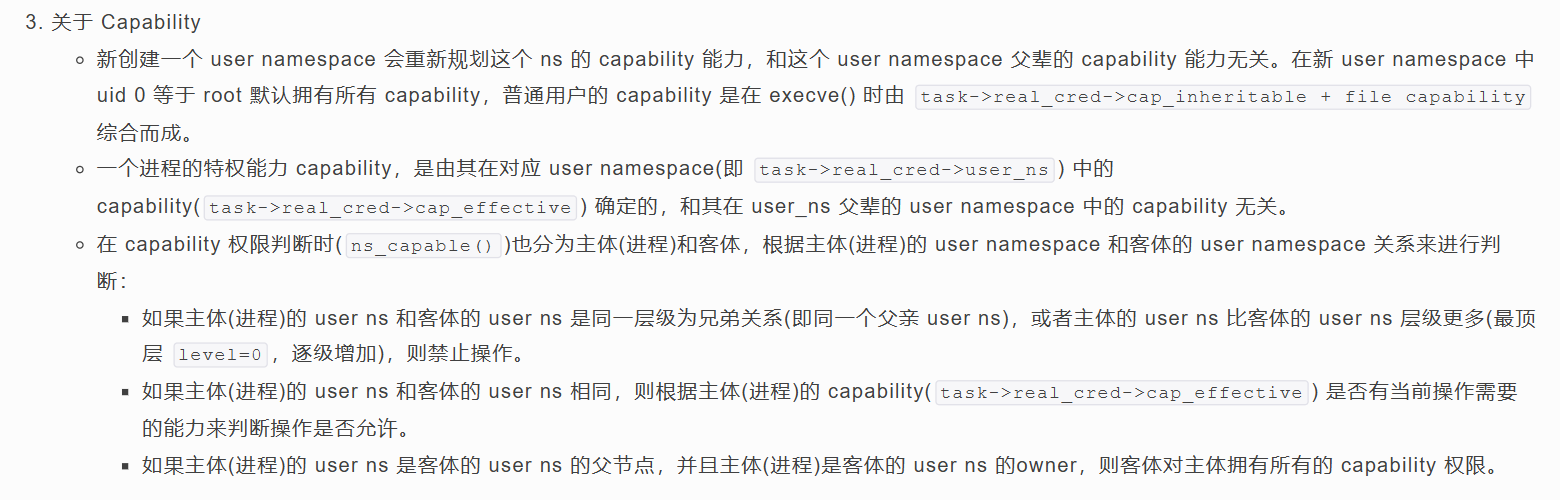 3. 关于 Capability
新创建一个 user namespace 会重新规划这个 ns 的 capability 能力，和这个 user namespace 父辈的 capability 能力无关。在新 user namespace 中
uid 0 等于 root 默认拥有所有 capability，普通用户的 capability 是在 execve() 时由 task->real_cred->cap_inheritable + file capability
综合而成。
一个进程的特权能力 capability，是由其在对应 user namespace(即 task->real_cred->user_ns) 中的
capability(task->real_cred->cap_effective) 确定的，和其在 user_ns 父辈的 user namespace 中的 capability 无关。
在 capability 权限判断时(ns_capable())也分为主体(进程)和客体，根据主体(进程)的 user namespace 和客体的 user namespace 关系来进行判
断：
如果主体(进程)的 user ns 和客体的 user ns 是同一层级为兄弟关系(即同一个父亲 user ns)，或者主体的 user ns 比客体的 user ns 层级更多(最顶
层 level=0，逐级增加)，则禁止操作。
如果主体(进程)的 user ns 和客体的 user ns 相同，则根据主体(进程)的 capability(task->real_cred->cap_effective) 是否有当前操作需要
的能力来判断操作是否允许。
如果主体(进程)的 user ns 是客体的 user ns 的父节点，并且主体(进程)是客体的 user ns 的owner，则客体对主体拥有所有的 capability 权限。